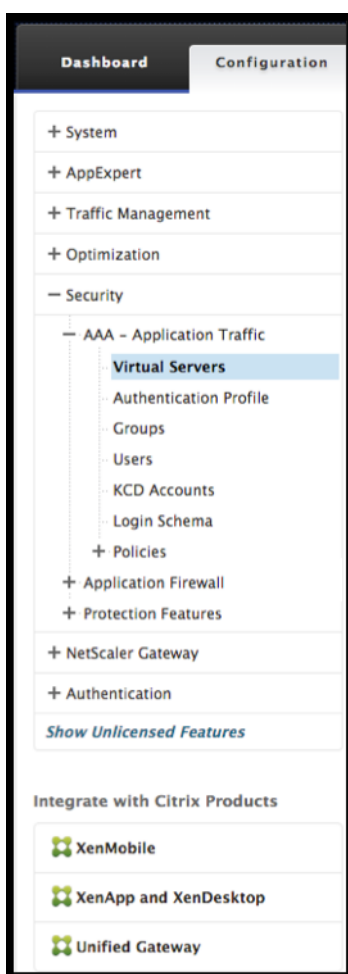 Dashboard Configuration
+ System
+ AppExpert
+ Traffic Management
+ Optimization
− Security
− AAA – Application Traffic
Virtual Servers
Authentication Profile
Groups
Users
KCD Accounts
Login Schema
+ Policies
+ Application Firewall
+ Protection Features
+ NetScaler Gateway
+ Authentication
Show Unlicensed Features
Integrate with Citrix Products
XenMobile
XenApp and XenDesktop
Unified Gateway